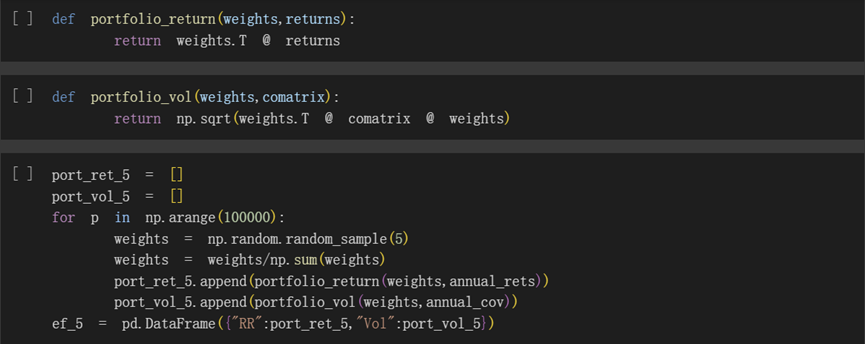 [ ] def portfolio_return(weights,returns):
        return weights.T @ returns
[ ] def portfolio_vol(weights,comatrix):
        return np.sqrt(weights.T @ comatrix @ weights)
[ ] port_ret_5 = []
port_vol_5 = []
for p in np.arange(100000):
        weights = np.random.random_sample(5)
        weights = weights/np.sum(weights)
        port_ret_5.append(portfolio_return(weights,annual_rets))
        port_vol_5.append(portfolio_vol(weights,annual_cov))
ef_5 = pd.DataFrame({"RR":port_ret_5,"Vol":port_vol_5})